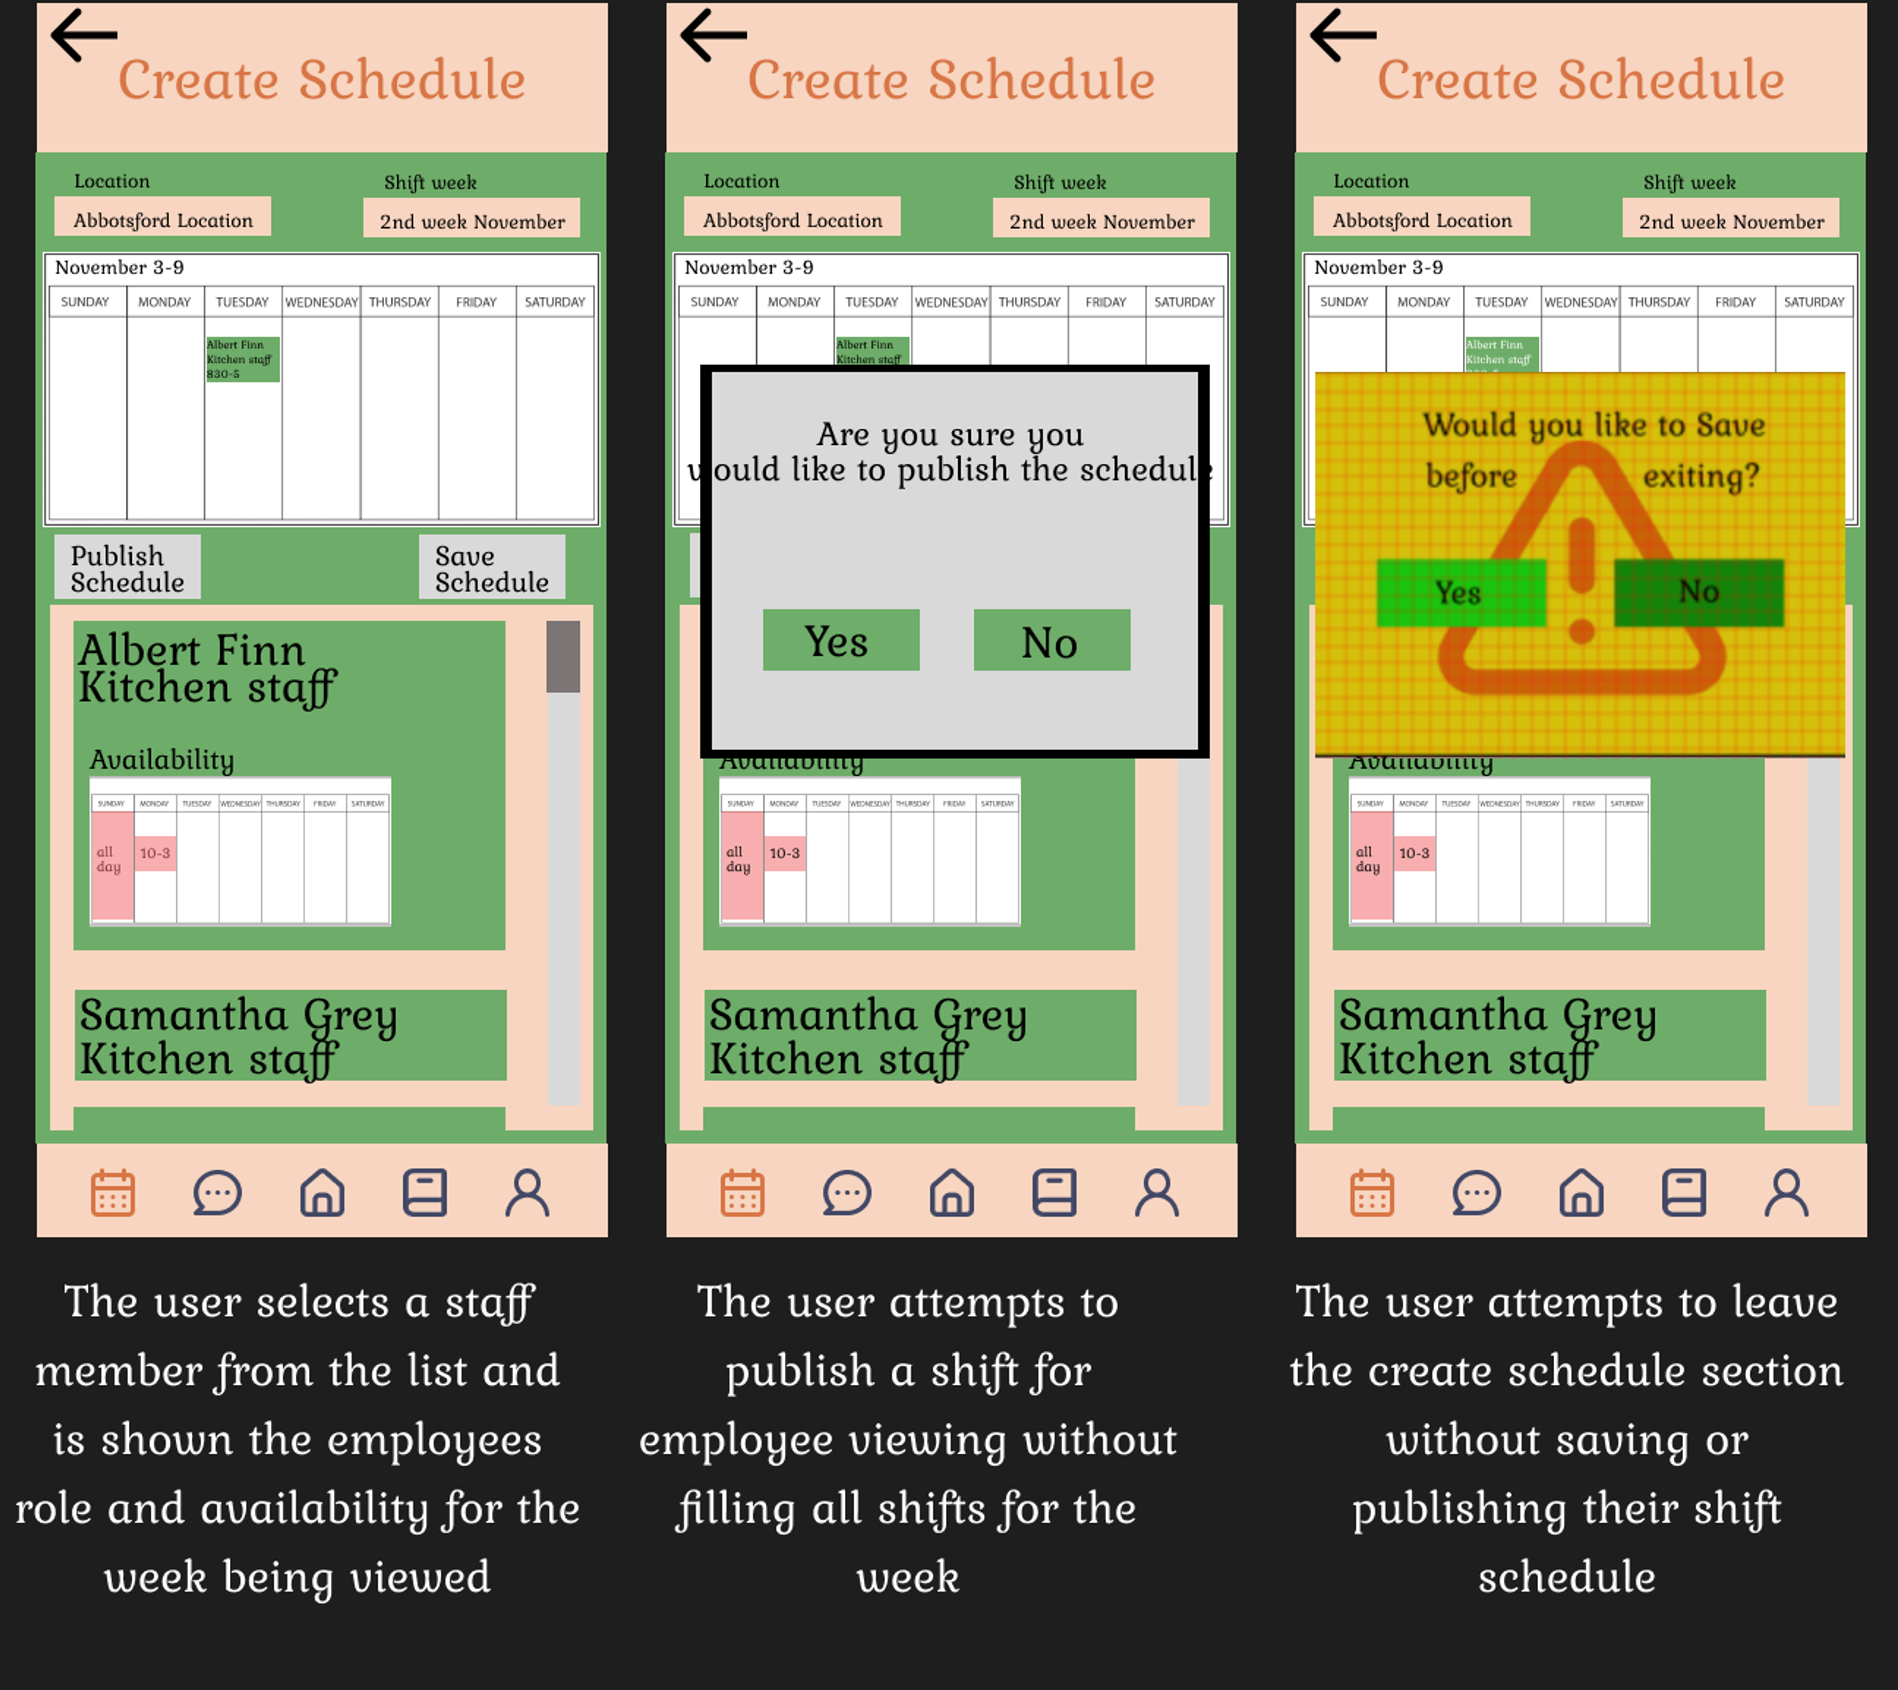 Create Schedule
Location
Shift week
Abbotsford Location
2nd week November
November 3-9
SUNDAY MONDAY TUESDAY WEDNESDAY THURSDAY FRIDAY SATURDAY
Albert Finn
Kitchen staff
830-5
Publish
Schedule
Save
Schedule
Albert Finn
Kitchen staff
Availability
SUNDAY MONDAY TUESDAY WEDNESDAY THURSDAY FRIDAY SATURDAY
all
day
10-3
Samantha Grey
Kitchen staff
The user selects a staff
member from the list and
is shown the employees
role and availability for the
week being viewed
Create Schedule
Location
Shift week
Abbotsford Location
2nd week November
November 3-9
SUNDAY MONDAY TUESDAY WEDNESDAY THURSDAY FRIDAY SATURDAY
Albert Finn
Kitchen staff
Are you sure you
would like to publish the schedule
Yes
No
Availability
SUNDAY MONDAY TUESDAY WEDNESDAY THURSDAY FRIDAY SATURDAY
all
day
10-3
Samantha Grey
Kitchen staff
The user attempts to
publish a shift for
employee viewing without
filling all shifts for the
week
Create Schedule
Location
Shift week
Abbotsford Location
2nd week November
November 3-9
SUNDAY MONDAY TUESDAY WEDNESDAY THURSDAY FRIDAY SATURDAY
Albert Finn
Kitchen staff
830-5
Would you like to Save
before exiting?
Yes
No
Availability
SUNDAY MONDAY TUESDAY WEDNESDAY THURSDAY FRIDAY SATURDAY
all
day
10-3
Samantha Grey
Kitchen staff
The user attempts to leave
the create schedule section
without saving or
publishing their shift
schedule